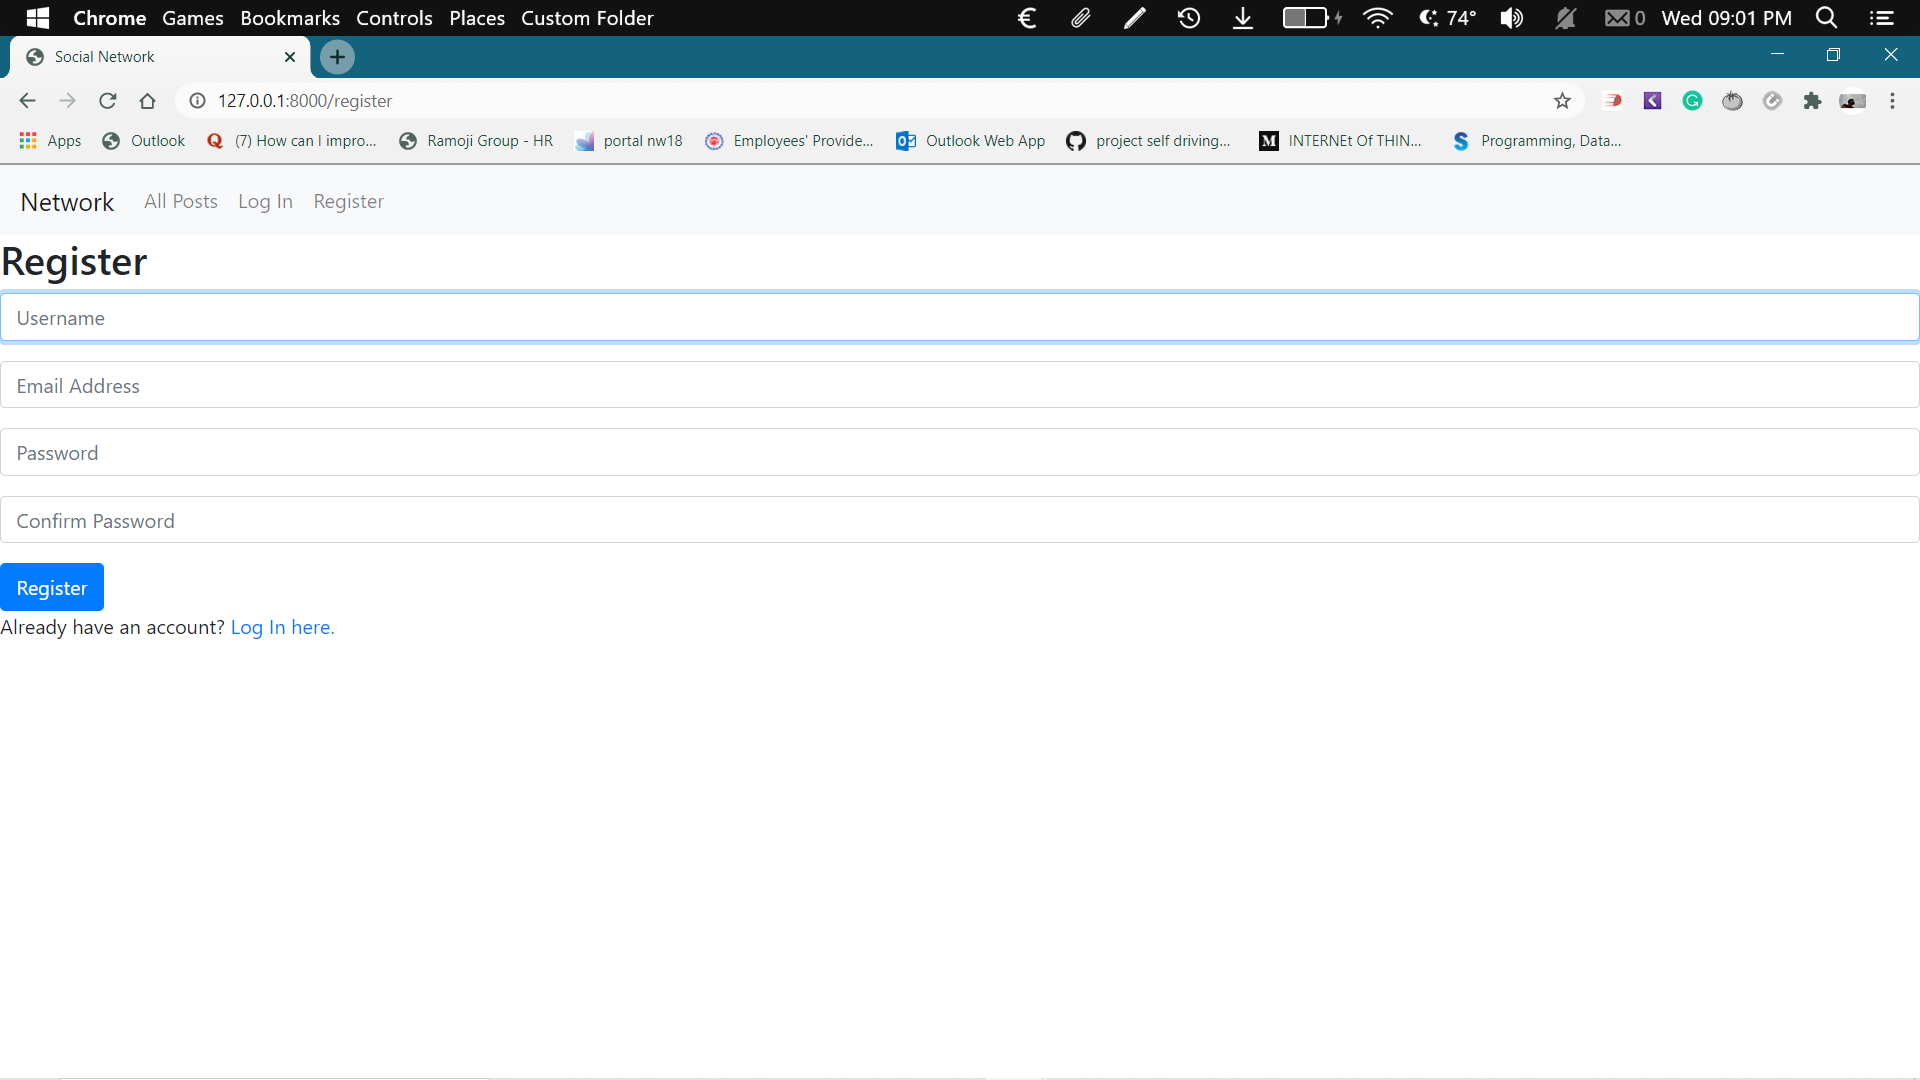 Chrome Games Bookmarks Controls Places Custom Folder 74° 0 Wed 09:01 PM
Social Network
127.0.0.1:8000/register
Apps Outlook (7) How can I impro... Ramoji Group - HR portal nw18 Employees' Provide... Outlook Web App project self driving... INTERNEt Of THIN... Programming, Data...
Network All Posts Log In Register
Register
Username
Email Address
Password
Confirm Password
Register
Already have an account? Log In here.